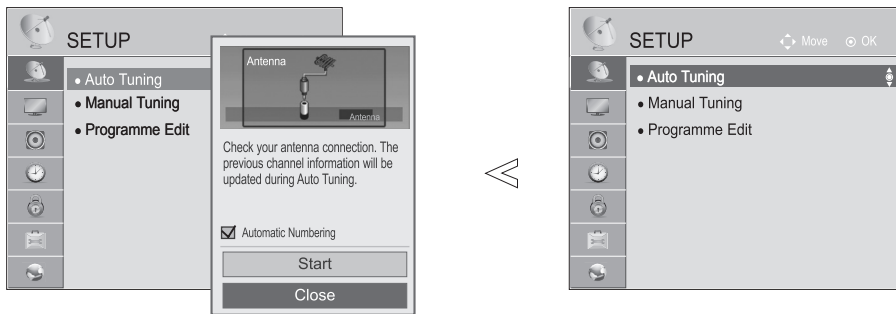 SETUP
• Auto Tuning
• Manual Tuning
• Programme Edit
Antenna
Antenna
Check your antenna connection. The
previous channel information will be
updated during Auto Tuning.
Automatic Numbering
Start
Close
SETUP
Move
OK
• Auto Tuning
• Manual Tuning
• Programme Edit